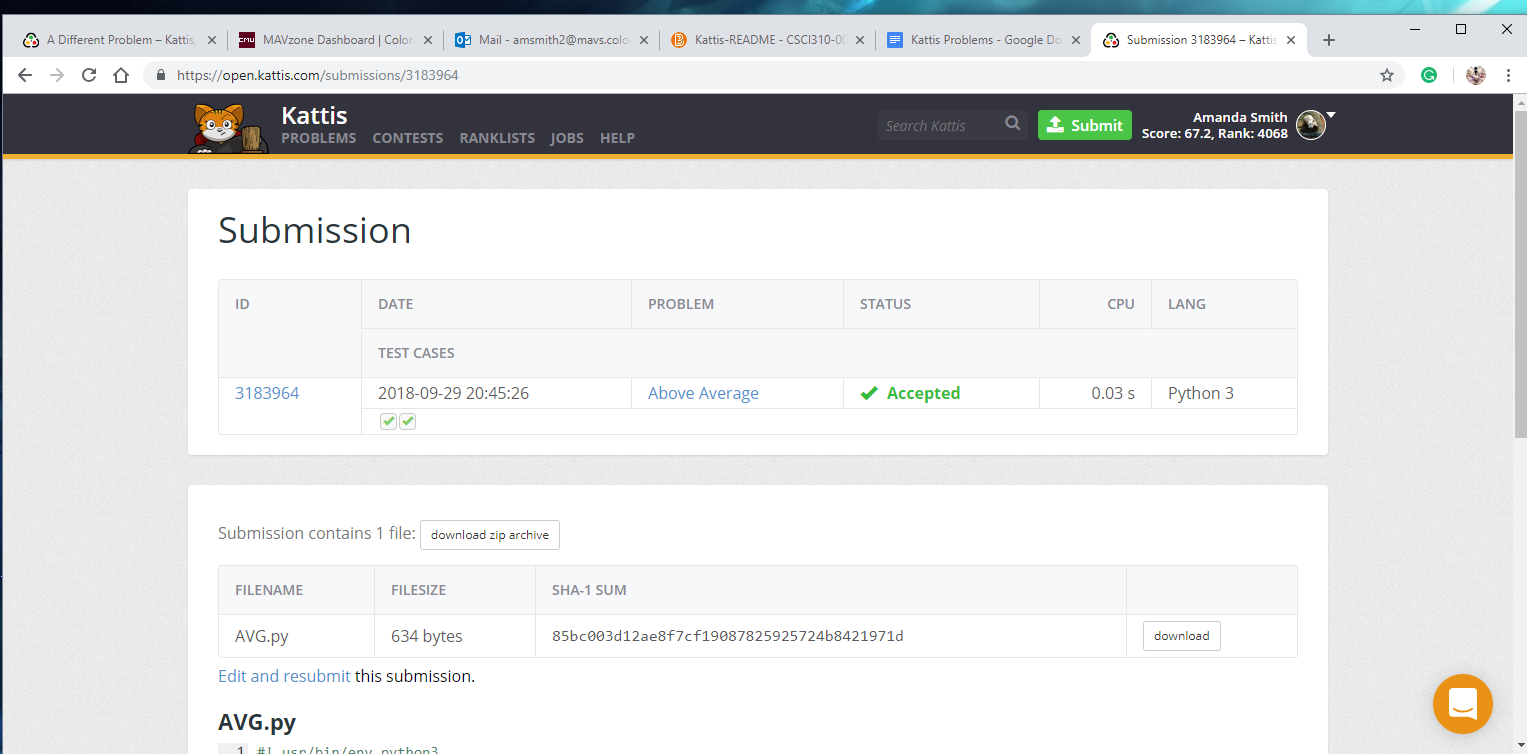 A Different Problem – Kattis, MAVzone Dashboard | Color Mail - amsmith2@mavs.colo Kattis-README - CSCI310-00 Kattis Problems - Google Do Submission 3183964 – Kattis
https://open.kattis.com/submissions/3183964
Kattis
PROBLEMS CONTESTS RANKLISTS JOBS HELP
Search Kattis
Submit
Amanda Smith
Score: 67.2, Rank: 4068
Submission
ID DATE PROBLEM STATUS CPU LANG
TEST CASES
3183964 2018-09-29 20:45:26 Above Average Accepted 0.03 s Python 3
Submission contains 1 file: download zip archive
FILENAME FILESIZE SHA-1 SUM
AVG.py 634 bytes 85bc003d12ae8f7cf19087825925724b8421971d download
Edit and resubmit this submission.
AVG.py
1 #! usr/bin/env python3